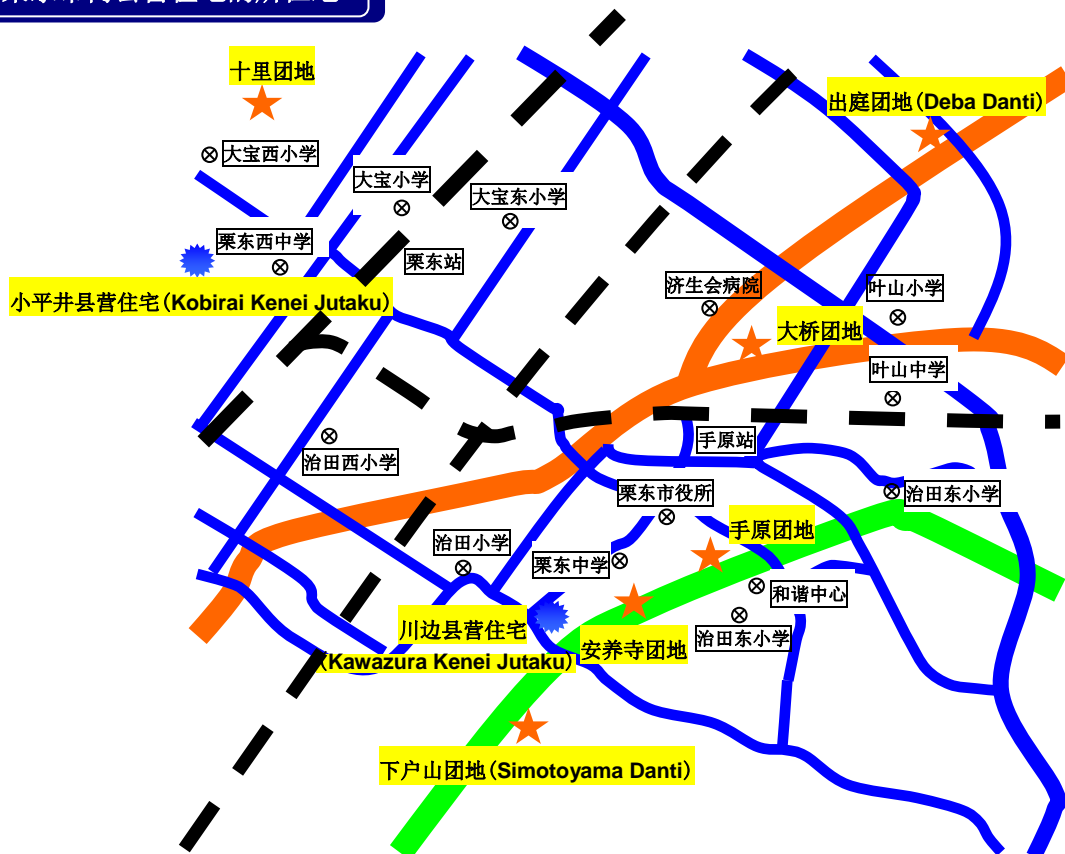 十里团地
出庭团地(Deba Danti)
大宝西小学
大宝小学
大宝东小学
栗东西中学
栗东站
小平井县营住宅(Kobirai Kenei Jutaku)
济生会病院
叶山小学
大桥团地
叶山中学
手原站
治田西小学
栗东市役所
治田东小学
手原团地
治田小学
栗东中学
和谐中心
川边县营住宅
(Kawazura Kenei Jutaku)
安养寺团地
治田东小学
下户山团地(Simotoyama Danti)